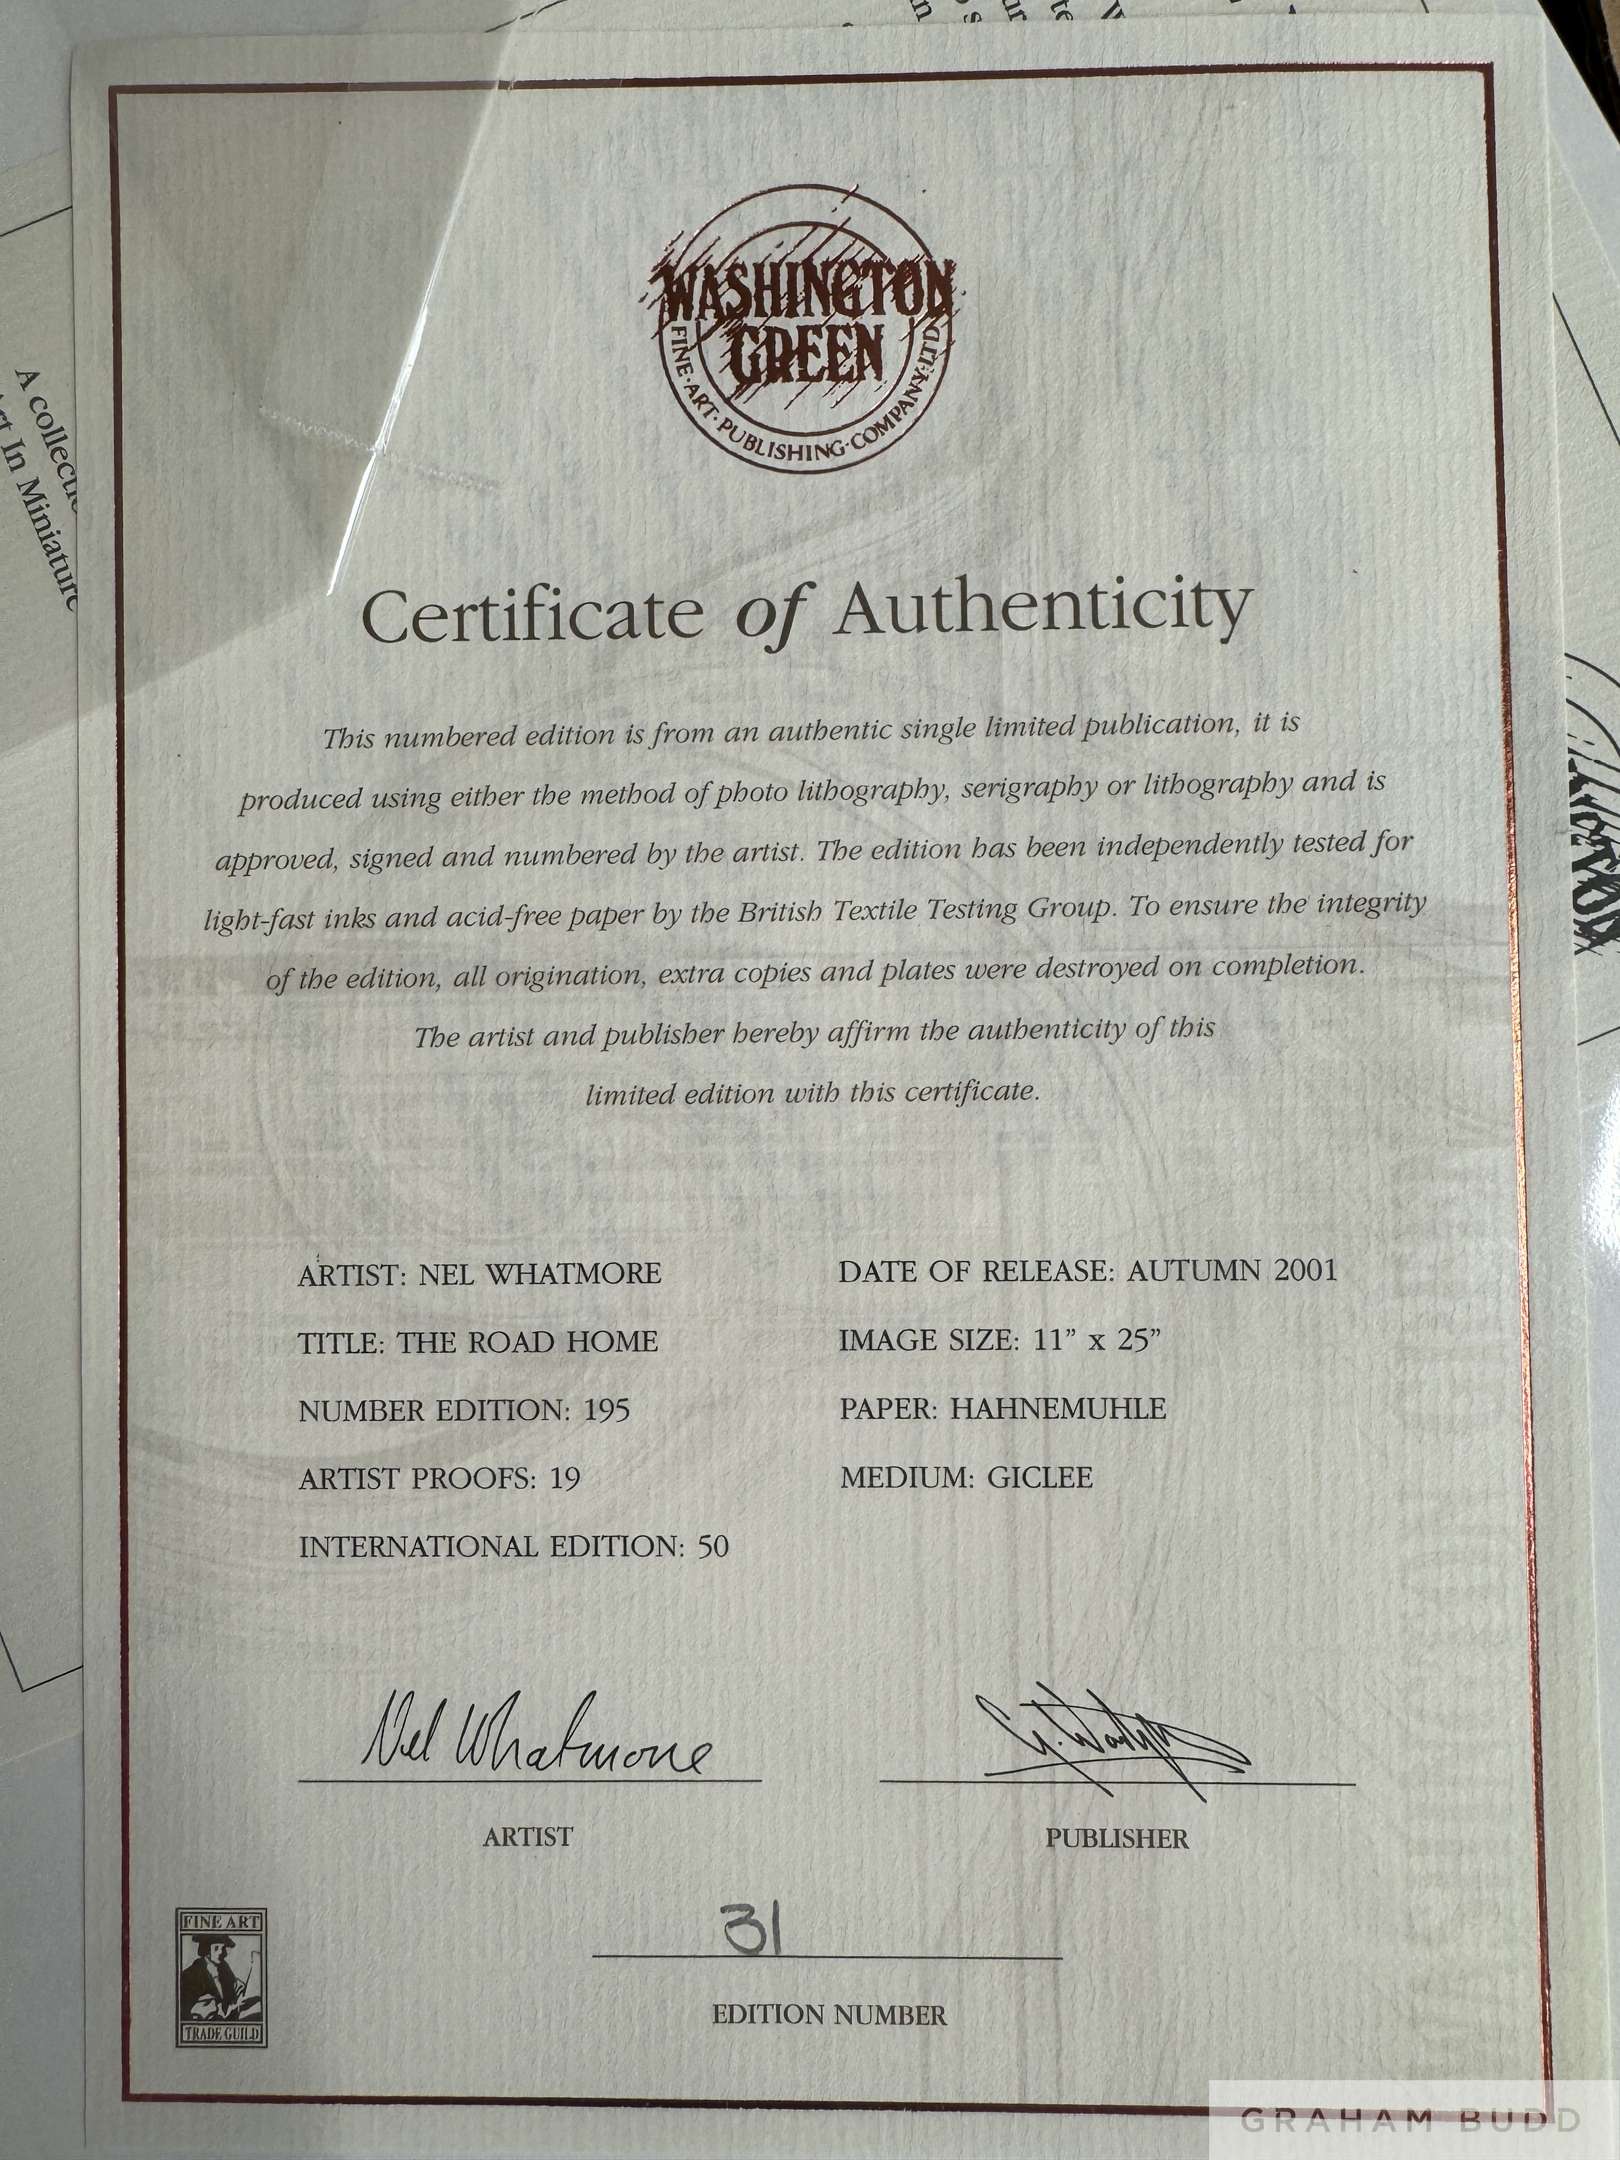 WASHINGTON
GREEN
FINE·ART·PUBLISHING·COMPANY·LTD
Certificate of Authenticity
This numbered edition is from an authentic single limited publication, it is
produced using either the method of photo lithography, serigraphy or lithography and is
approved, signed and numbered by the artist. The edition has been independently tested for
light-fast inks and acid-free paper by the British Textile Testing Group. To ensure the integrity
of the edition, all origination, extra copies and plates were destroyed on completion.
The artist and publisher hereby affirm the authenticity of this
limited edition with this certificate.
ARTIST: NEL WHATMORE
TITLE: THE ROAD HOME
NUMBER EDITION: 195
ARTIST PROOFS: 19
INTERNATIONAL EDITION: 50
DATE OF RELEASE: AUTUMN 2001
IMAGE SIZE: 11” x 25”
PAPER: HAHNEMUHLE
MEDIUM: GICLEE
Nel Whatmore
ARTIST
PUBLISHER
31
EDITION NUMBER
FINE ART
TRADE GUILD
A
In Miniature
GRAHAM BUDD